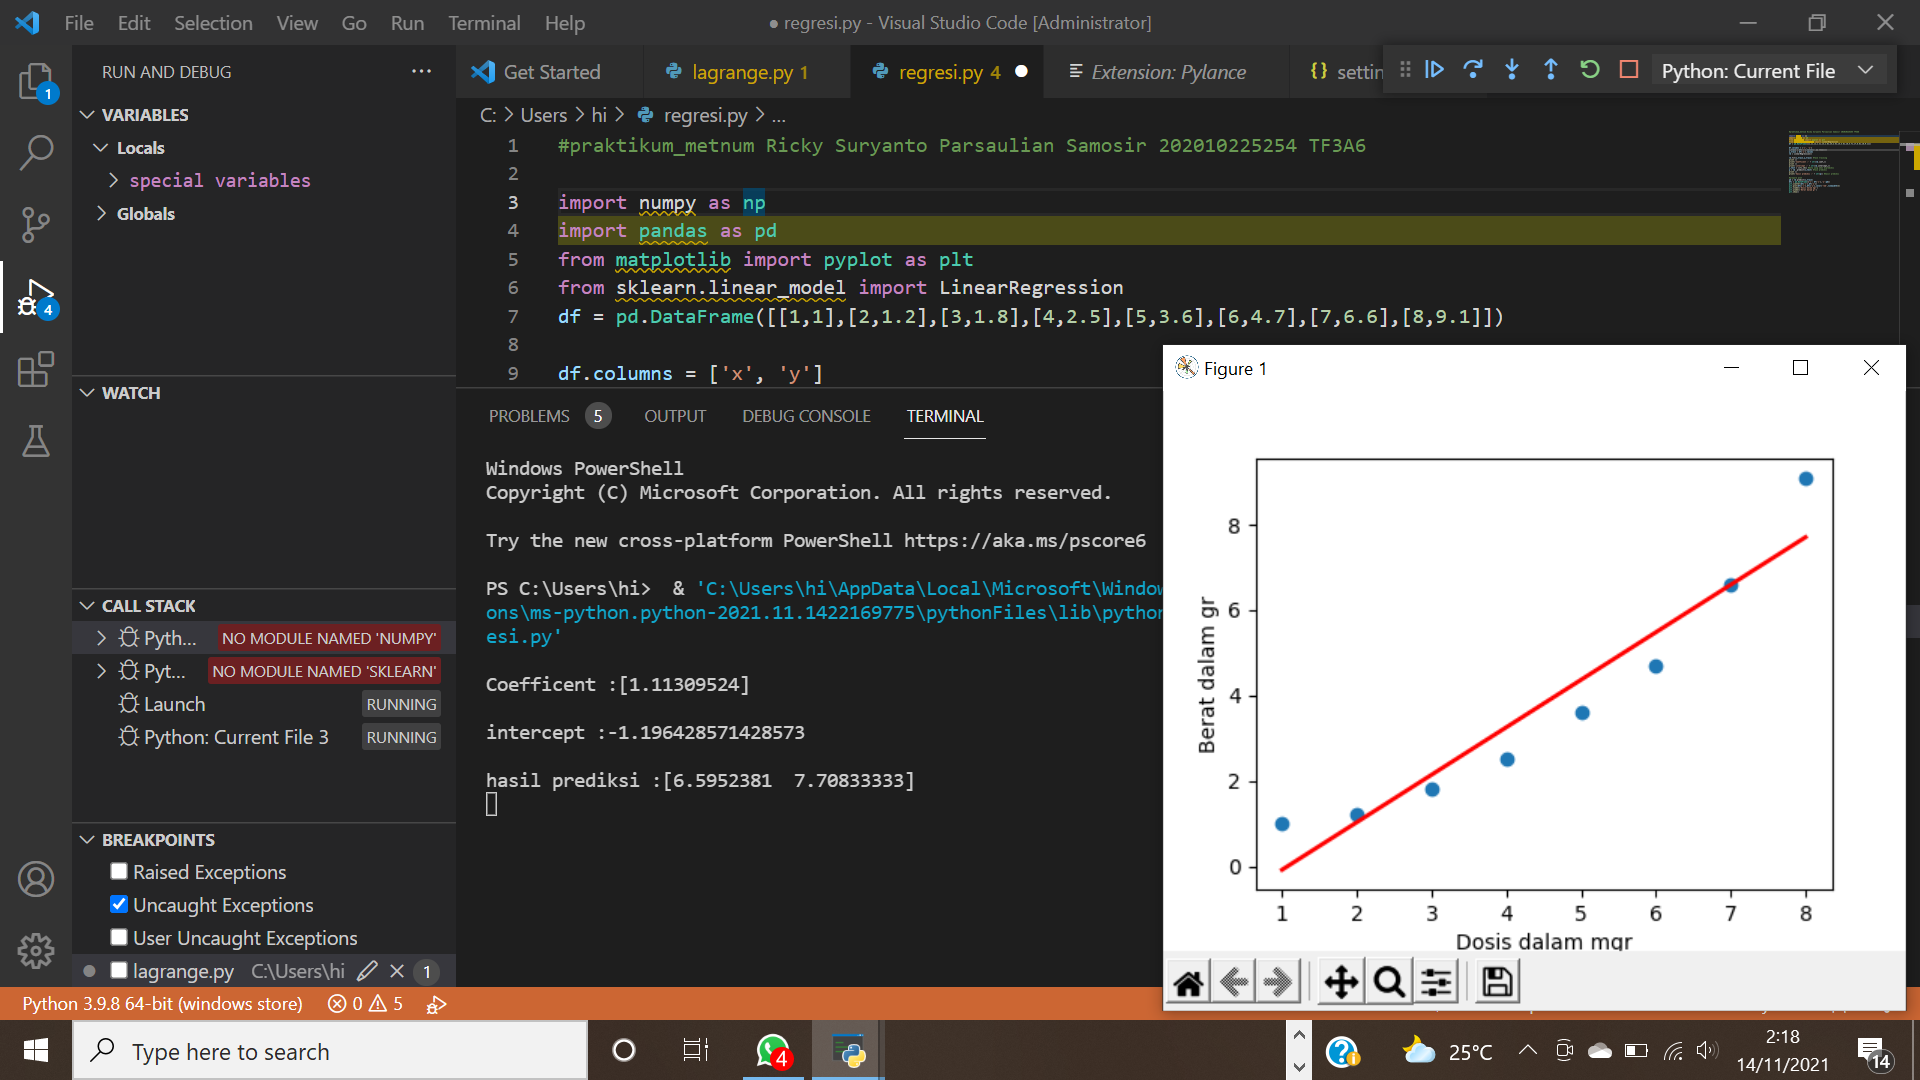 File Edit Selection View Go Run Terminal Help
● regresi.py - Visual Studio Code [Administrator]
RUN AND DEBUG ...
Get Started
lagrange.py 1
regresi.py 4
Extension: Pylance
{} settin
Python: Current File
1
4
C: > Users > hi > regresi.py > ...
VARIABLES
Locals
special variables
Globals
WATCH
CALL STACK
Pyth... NO MODULE NAMED 'NUMPY'
Pyt... NO MODULE NAMED 'SKLEARN'
Launch RUNNING
Python: Current File 3 RUNNING
BREAKPOINTS
Raised Exceptions
Uncaught Exceptions
User Uncaught Exceptions
lagrange.py C:\Users\hi 1
1 #praktikum_metnum Ricky Suryanto Parsaulian Samosir 202010225254 TF3A6
2
3 import numpy as np
4 import pandas as pd
5 from matplotlib import pyplot as plt
6 from sklearn.linear_model import LinearRegression
7 df = pd.DataFrame([[1,1],[2,1.2],[3,1.8],[4,2.5],[5,3.6],[6,4.7],[7,6.6],[8,9.1]])
8
9 df.columns = ['x', 'y']
PROBLEMS 5 OUTPUT DEBUG CONSOLE TERMINAL
Windows PowerShell
Copyright (C) Microsoft Corporation. All rights reserved.
Try the new cross-platform PowerShell https://aka.ms/pscore6
PS C:\Users\hi> & 'C:\Users\hi\AppData\Local\Microsoft\Window
ons\ms-python.python-2021.11.1422169775\pythonFiles\lib\python
esi.py'
Coefficent :[1.11309524]
intercept :-1.196428571428573
hasil prediksi :[6.5952381 7.70833333]
Figure 1
Berat dalam gr
8
6
4
2
0
1 2 3 4 5 6 7 8
Dosis dalam mgr
Python 3.9.8 64-bit (windows store) 0 5
Type here to search
4
25°C
2:18
14/11/2021
14